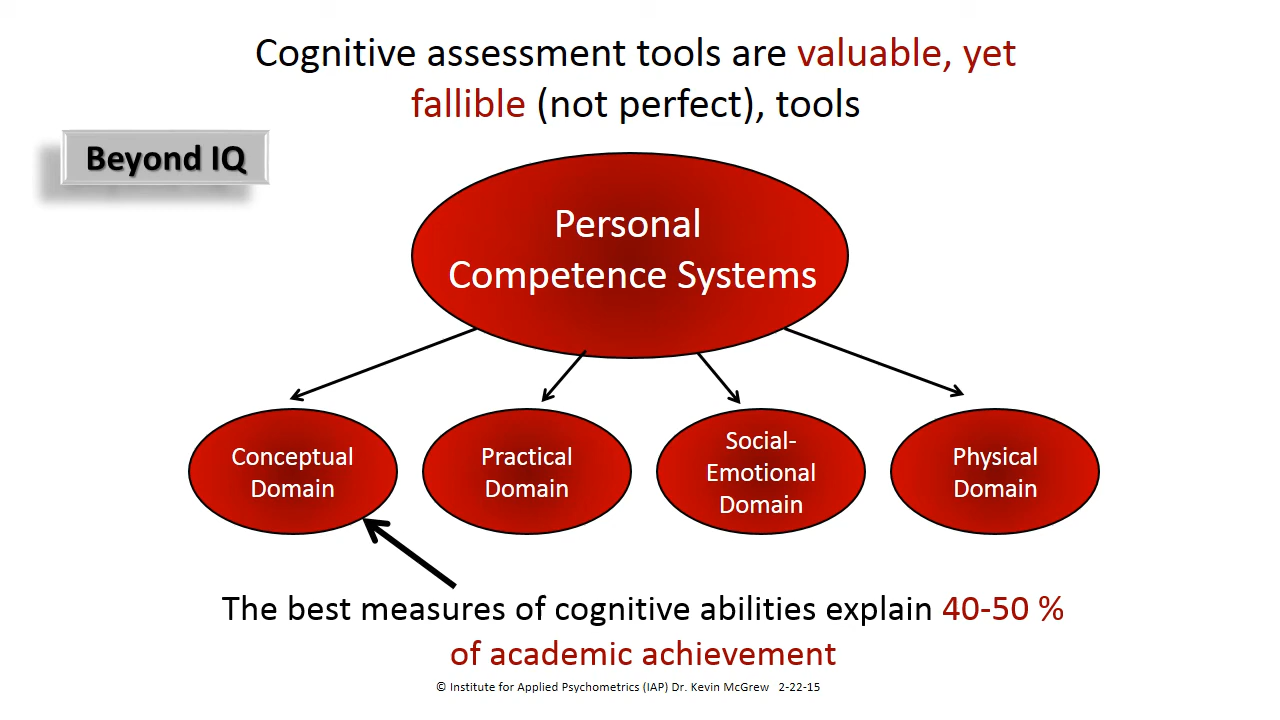 Cognitive assessment tools are valuable, yet
fallible (not perfect), tools
Beyond IQ
Personal
Competence Systems
Conceptual
Domain
Practical
Domain
Social-
Emotional
Domain
Physical
Domain
The best measures of cognitive abilities explain 40-50 %
of academic achievement
© Institute for Applied Psychometrics (IAP) Dr. Kevin McGrew 2-22-15